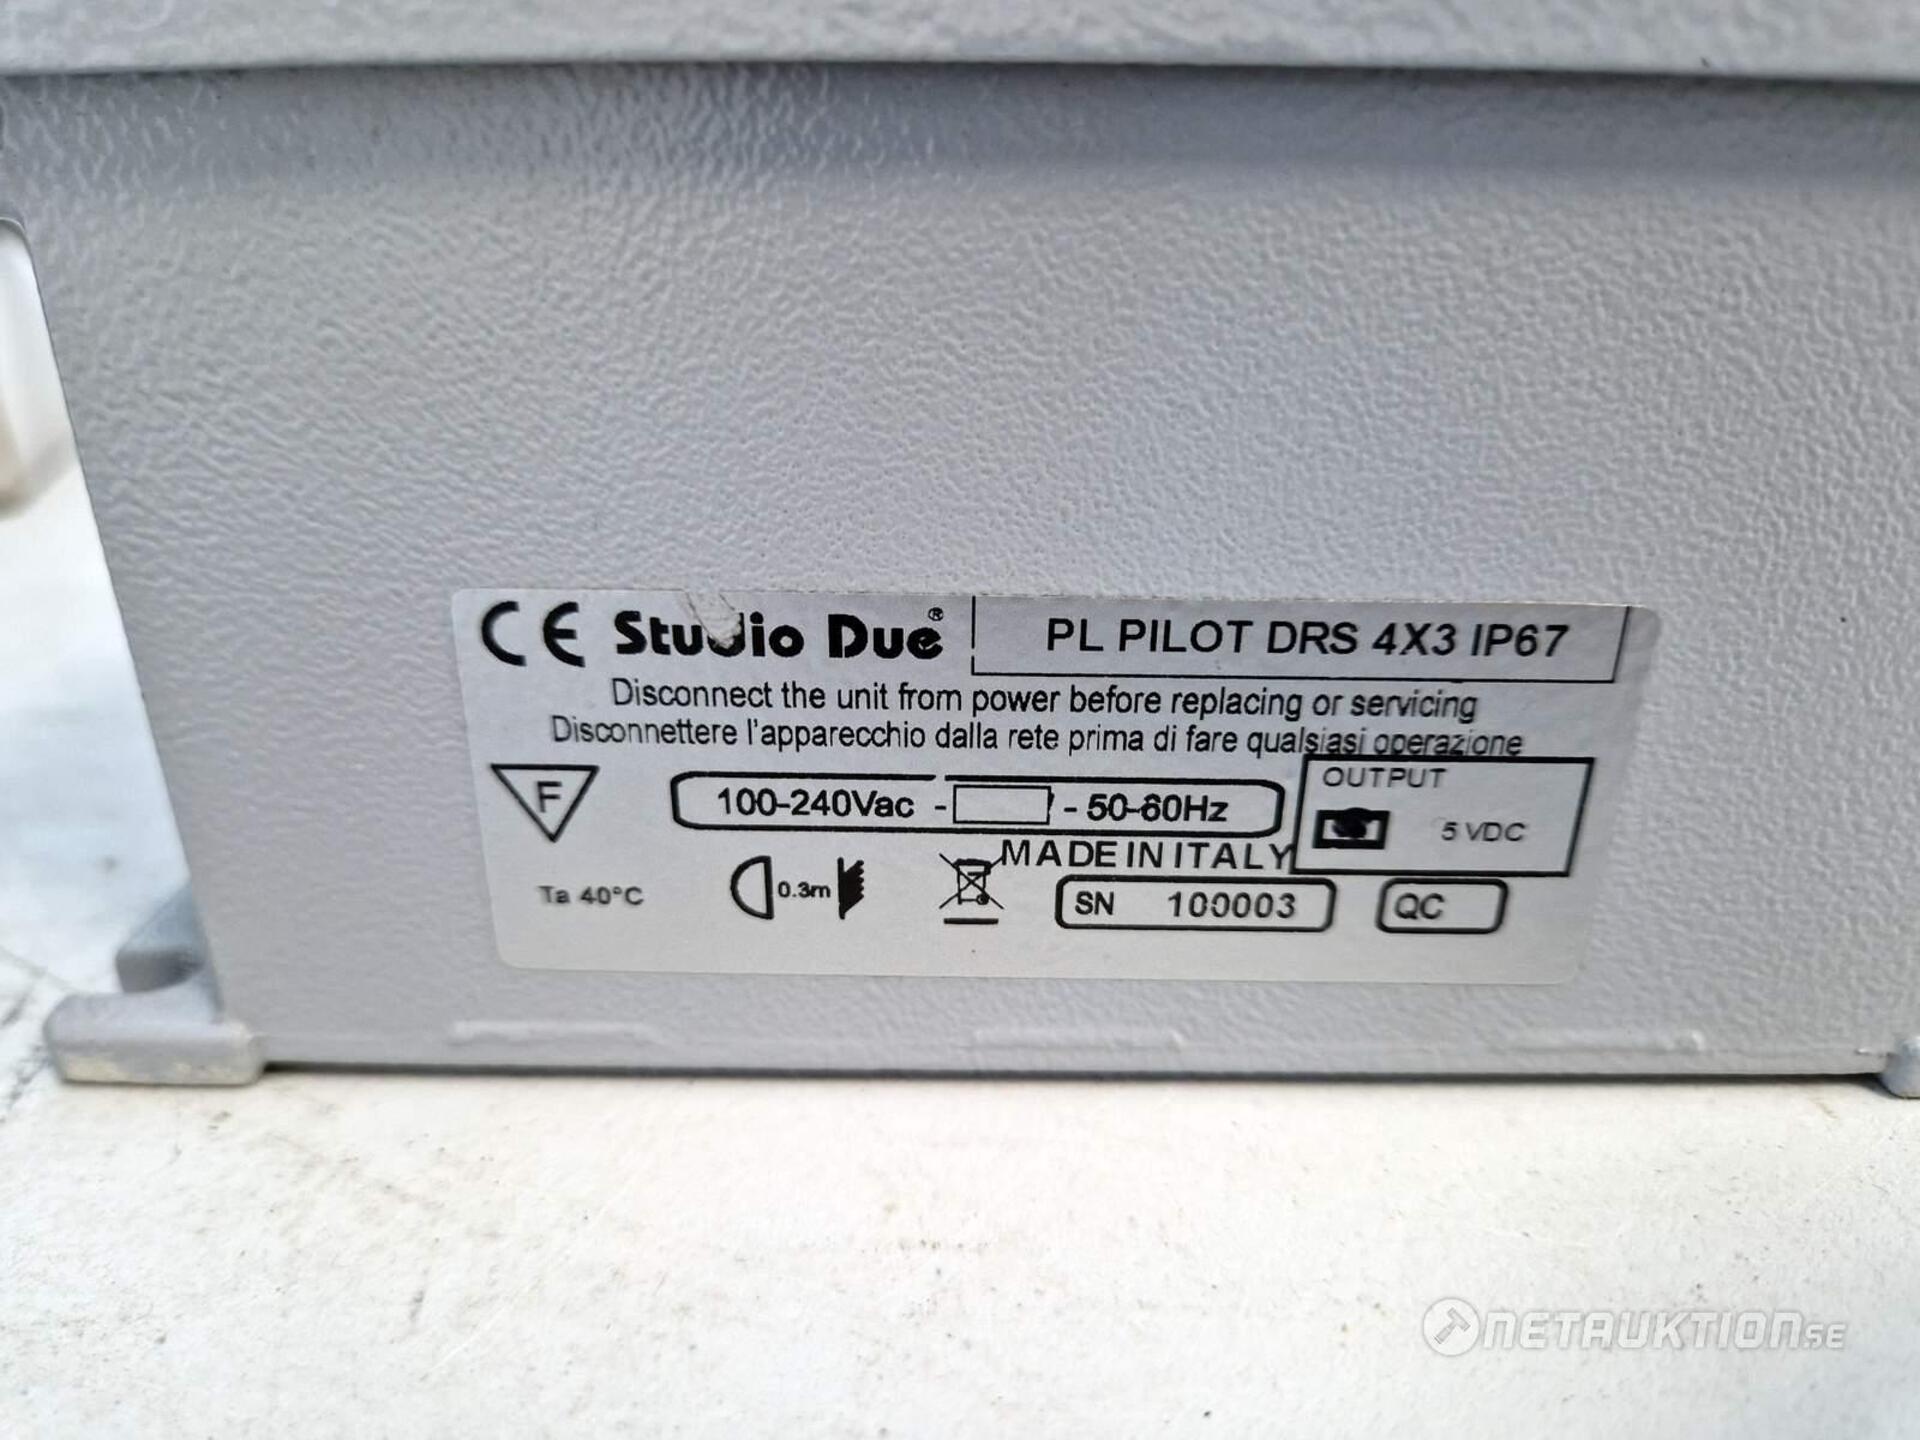 CE Studio Due® PL PILOT DRS 4X3 IP67
Disconnect the unit from power before replacing or servicing
Disconnettere l'apparecchio dalla rete prima di fare qualsiasi operazione
F 100-240Vac - - 50-60Hz
OUTPUT
5 VDC
MADE IN ITALY
Ta 40°C 0.3m SN 100003 QC
NETAUKTION.SE